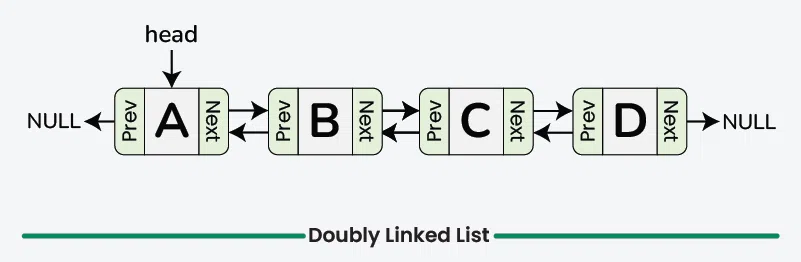 head
NULL Prev A Next Prev B Next Prev C Next Prev D Next NULL
Doubly Linked List